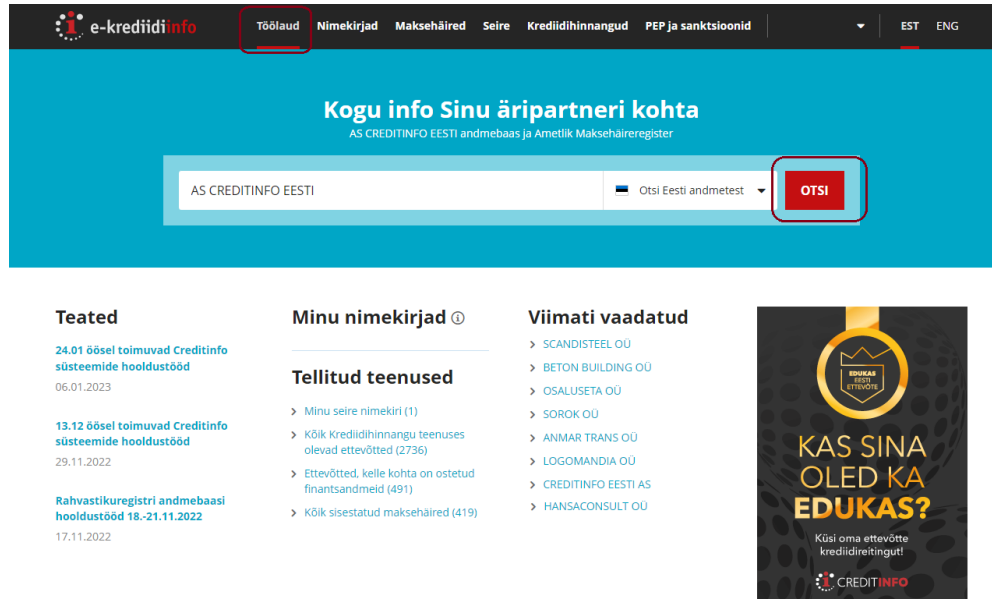 e-krediidiinfo
Töölaud Nimekirjad Maksehäired Seire Krediidihinnangud PEP ja sanktsioonid EST ENG
Kogu info Sinu äripartneri kohta
AS CREDITINFO EESTI andmebaas ja Ametlik Maksehäireregister
AS CREDITINFO EESTI
Otsi Eesti andmetest
OTSI
Teated
24.01 öösel toimuvad Creditinfo
süsteemide hooldustööd
06.01.2023
13.12 öösel toimuvad Creditinfo
süsteemide hooldustööd
29.11.2022
Rahvastikuregistri andmebaasi
hooldustööd 18.-21.11.2022
17.11.2022
Minu nimekirjad
Tellitud teenused
Minu seire nimekiri (1)
Kõik Krediidihinnangu teenuses
olevad ettevõtted (2736)
Ettevõtted, kelle kohta on ostetud
finantsandmeid (491)
Kõik sisestatud maksehäired (419)
Viimati vaadatud
SCANDISTEEL OÜ
BETON BUILDING OÜ
OSALUSETA OÜ
SOROK OÜ
ANMAR TRANS OÜ
LOGOMANDIA OÜ
CREDITINFO EESTI AS
HANSACONSULT OÜ
EDUKAS
EESTI
ETTEVÕTE
KAS SINA
OLED KA
EDUKAS?
Küsi oma ettevõtte
krediidireitingut!
CREDITINFO